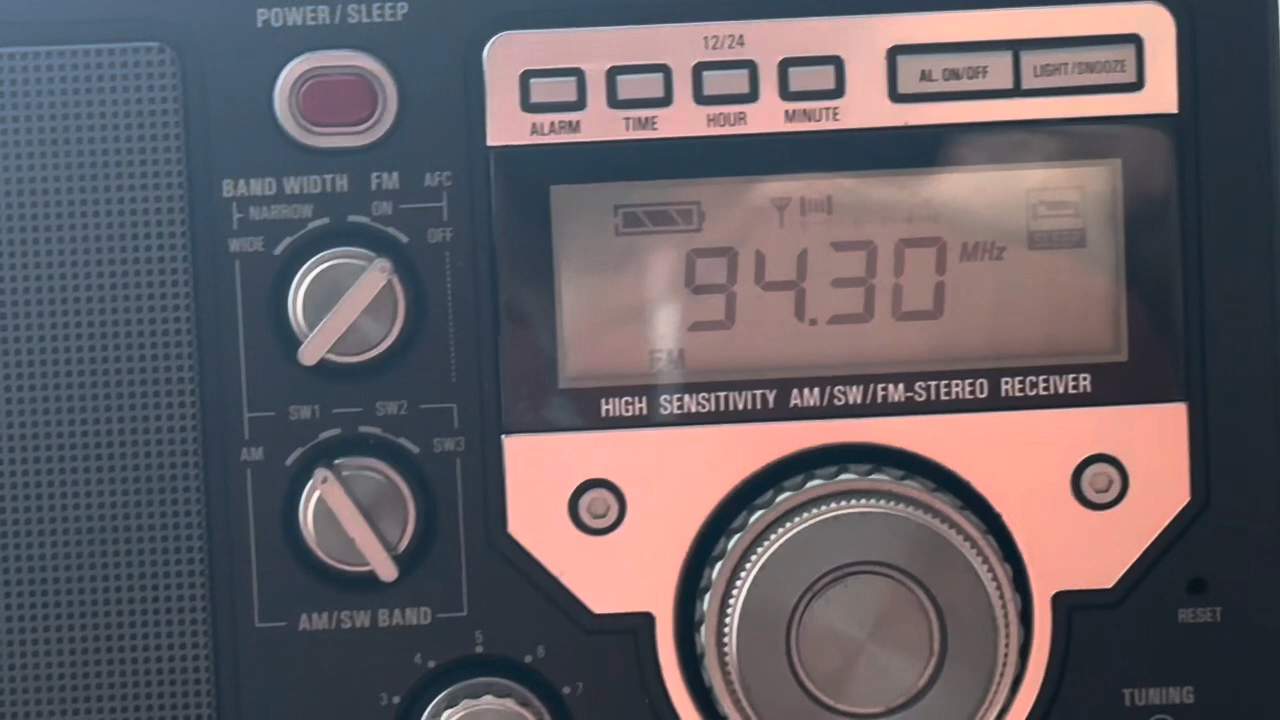 POWER/SLEEP
12/24
ALARM TIME HOUR MINUTE
AL. ON/OFF LIGHT/SNOOZE
BAND WIDTH FM AFC
NARROW ON
WIDE OFF
94.30 MHz
SLEEP
FM
HIGH SENSITIVITY AM/SW/FM-STEREO RECEIVER
SW1 SW2
AM SW3
AM/SW BAND
RESET
5
4 6
3 7
TUNING